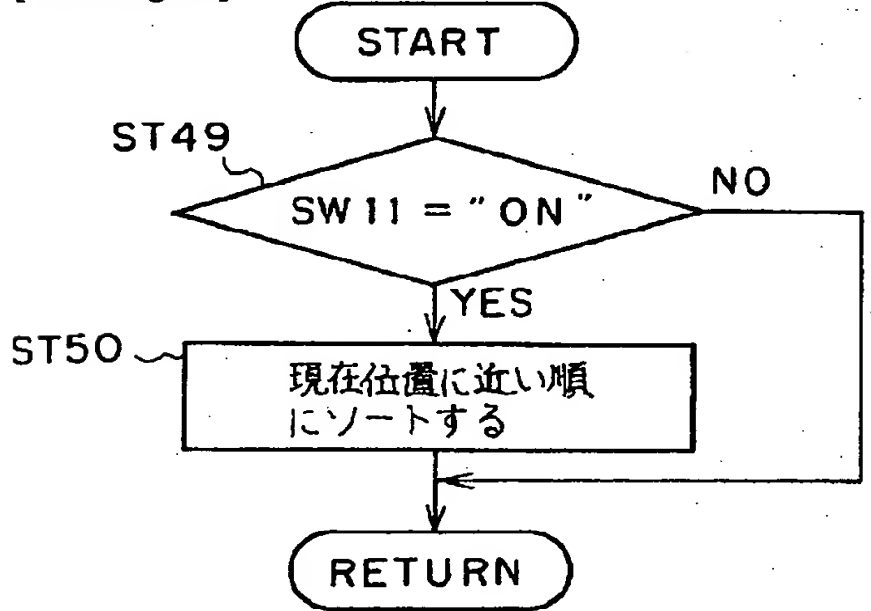 START
ST49
SW11 = "ON"
NO
YES
ST50
現在位置に近い順
にソートする
RETURN